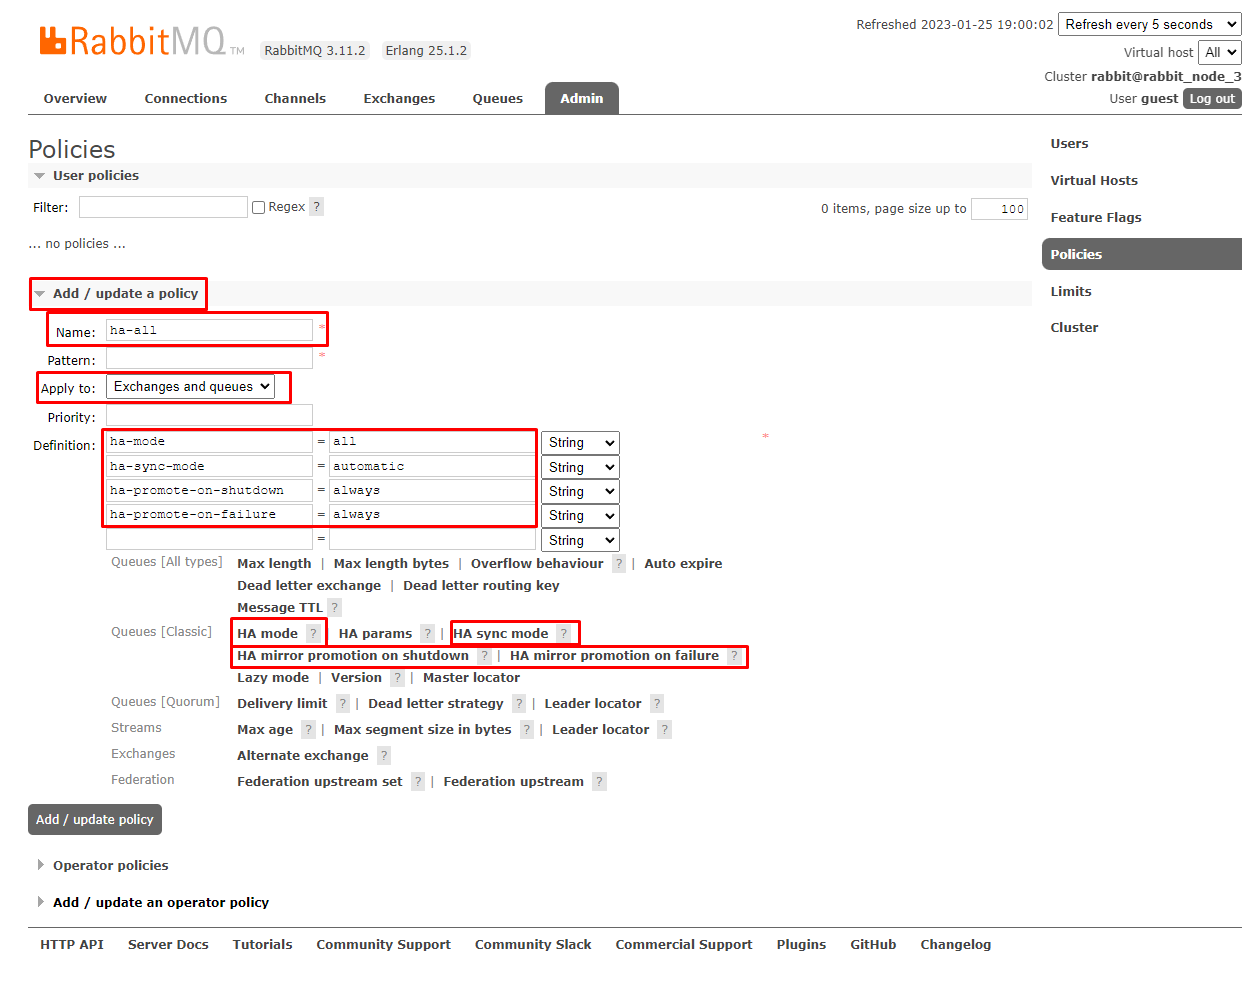 Refreshed 2023-01-25 19:00:02 Refresh every 5 seconds
RabbitMQ TM RabbitMQ 3.11.2 Erlang 25.1.2
Virtual host All
Cluster rabbit@rabbit_node_3
User guest Log out
Overview Connections Channels Exchanges Queues Admin
Policies
User policies
Filter: Regex ? 0 items, page size up to 100
... no policies ...
Add / update a policy
Name: ha-all *
Pattern: *
Apply to: Exchanges and queues
Priority:
Definition: ha-mode = all String *
ha-sync-mode = automatic String
ha-promote-on-shutdown = always String
ha-promote-on-failure = always String
= String
Queues [All types] Max length | Max length bytes | Overflow behaviour ? | Auto expire
Dead letter exchange | Dead letter routing key
Message TTL ?
Queues [Classic] HA mode ? HA params ? | HA sync mode ?
HA mirror promotion on shutdown ? | HA mirror promotion on failure ?
Lazy mode | Version ? | Master locator
Queues [Quorum] Delivery limit ? | Dead letter strategy ? | Leader locator ?
Streams Max age ? | Max segment size in bytes ? | Leader locator ?
Exchanges Alternate exchange ?
Federation Federation upstream set ? | Federation upstream ?
Add / update policy
Operator policies
Add / update an operator policy
Users
Virtual Hosts
Feature Flags
Policies
Limits
Cluster
HTTP API Server Docs Tutorials Community Support Community Slack Commercial Support Plugins GitHub Changelog